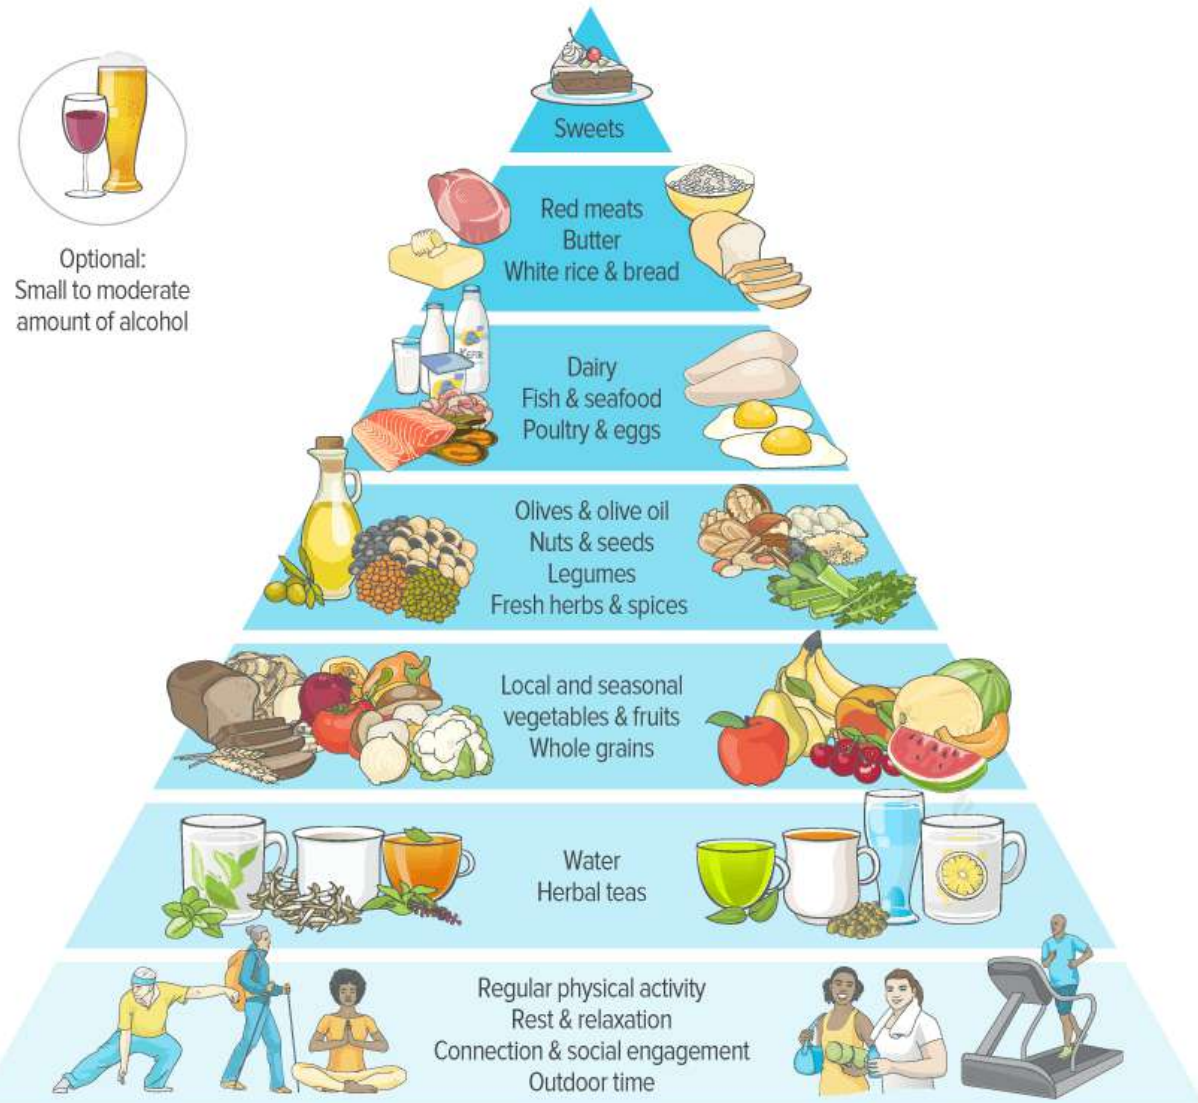 Sweets
Red meats
Butter
White rice & bread
Optional:
Small to moderate
amount of alcohol
Dairy
Fish & seafood
Poultry & eggs
KEFIR
Olives & olive oil
Nuts & seeds
Legumes
Fresh herbs & spices
Local and seasonal
vegetables & fruits
Whole grains
Water
Herbal teas
Regular physical activity
Rest & relaxation
Connection & social engagement
Outdoor time